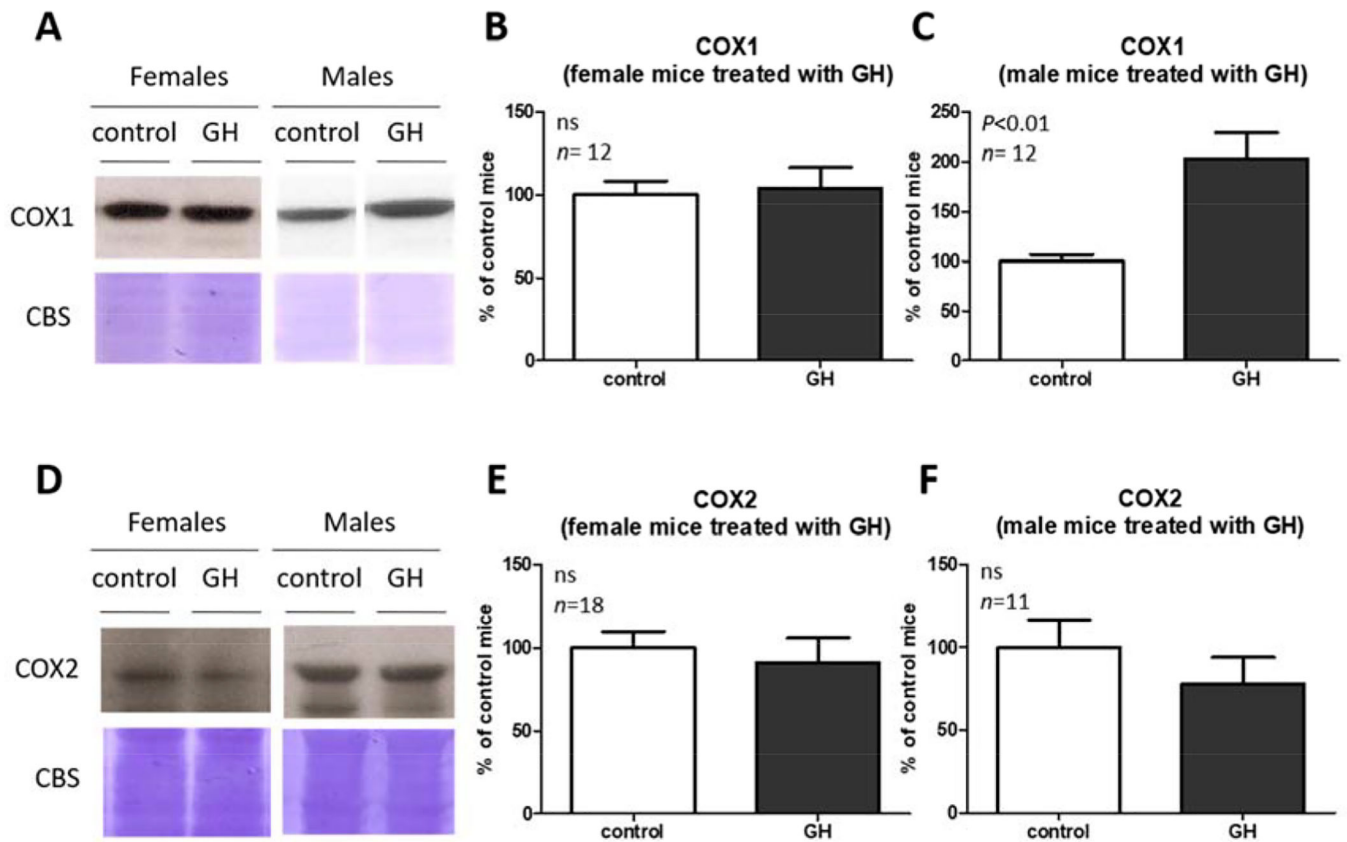 A
Females Males
control GH control GH
COX1
CBS
B
COX1
(female mice treated with GH)
ns
n= 12
% of control mice
150
100
50
0
control GH
C
COX1
(male mice treated with GH)
P<0.01
n= 12
% of control mice
250
200
150
100
50
0
control GH
D
Females Males
control GH control GH
COX2
CBS
E
COX2
(female mice treated with GH)
ns
n=18
% of control mice
150
100
50
0
control GH
F
COX2
(male mice treated with GH)
ns
n=11
% of control mice
150
100
50
0
control GH